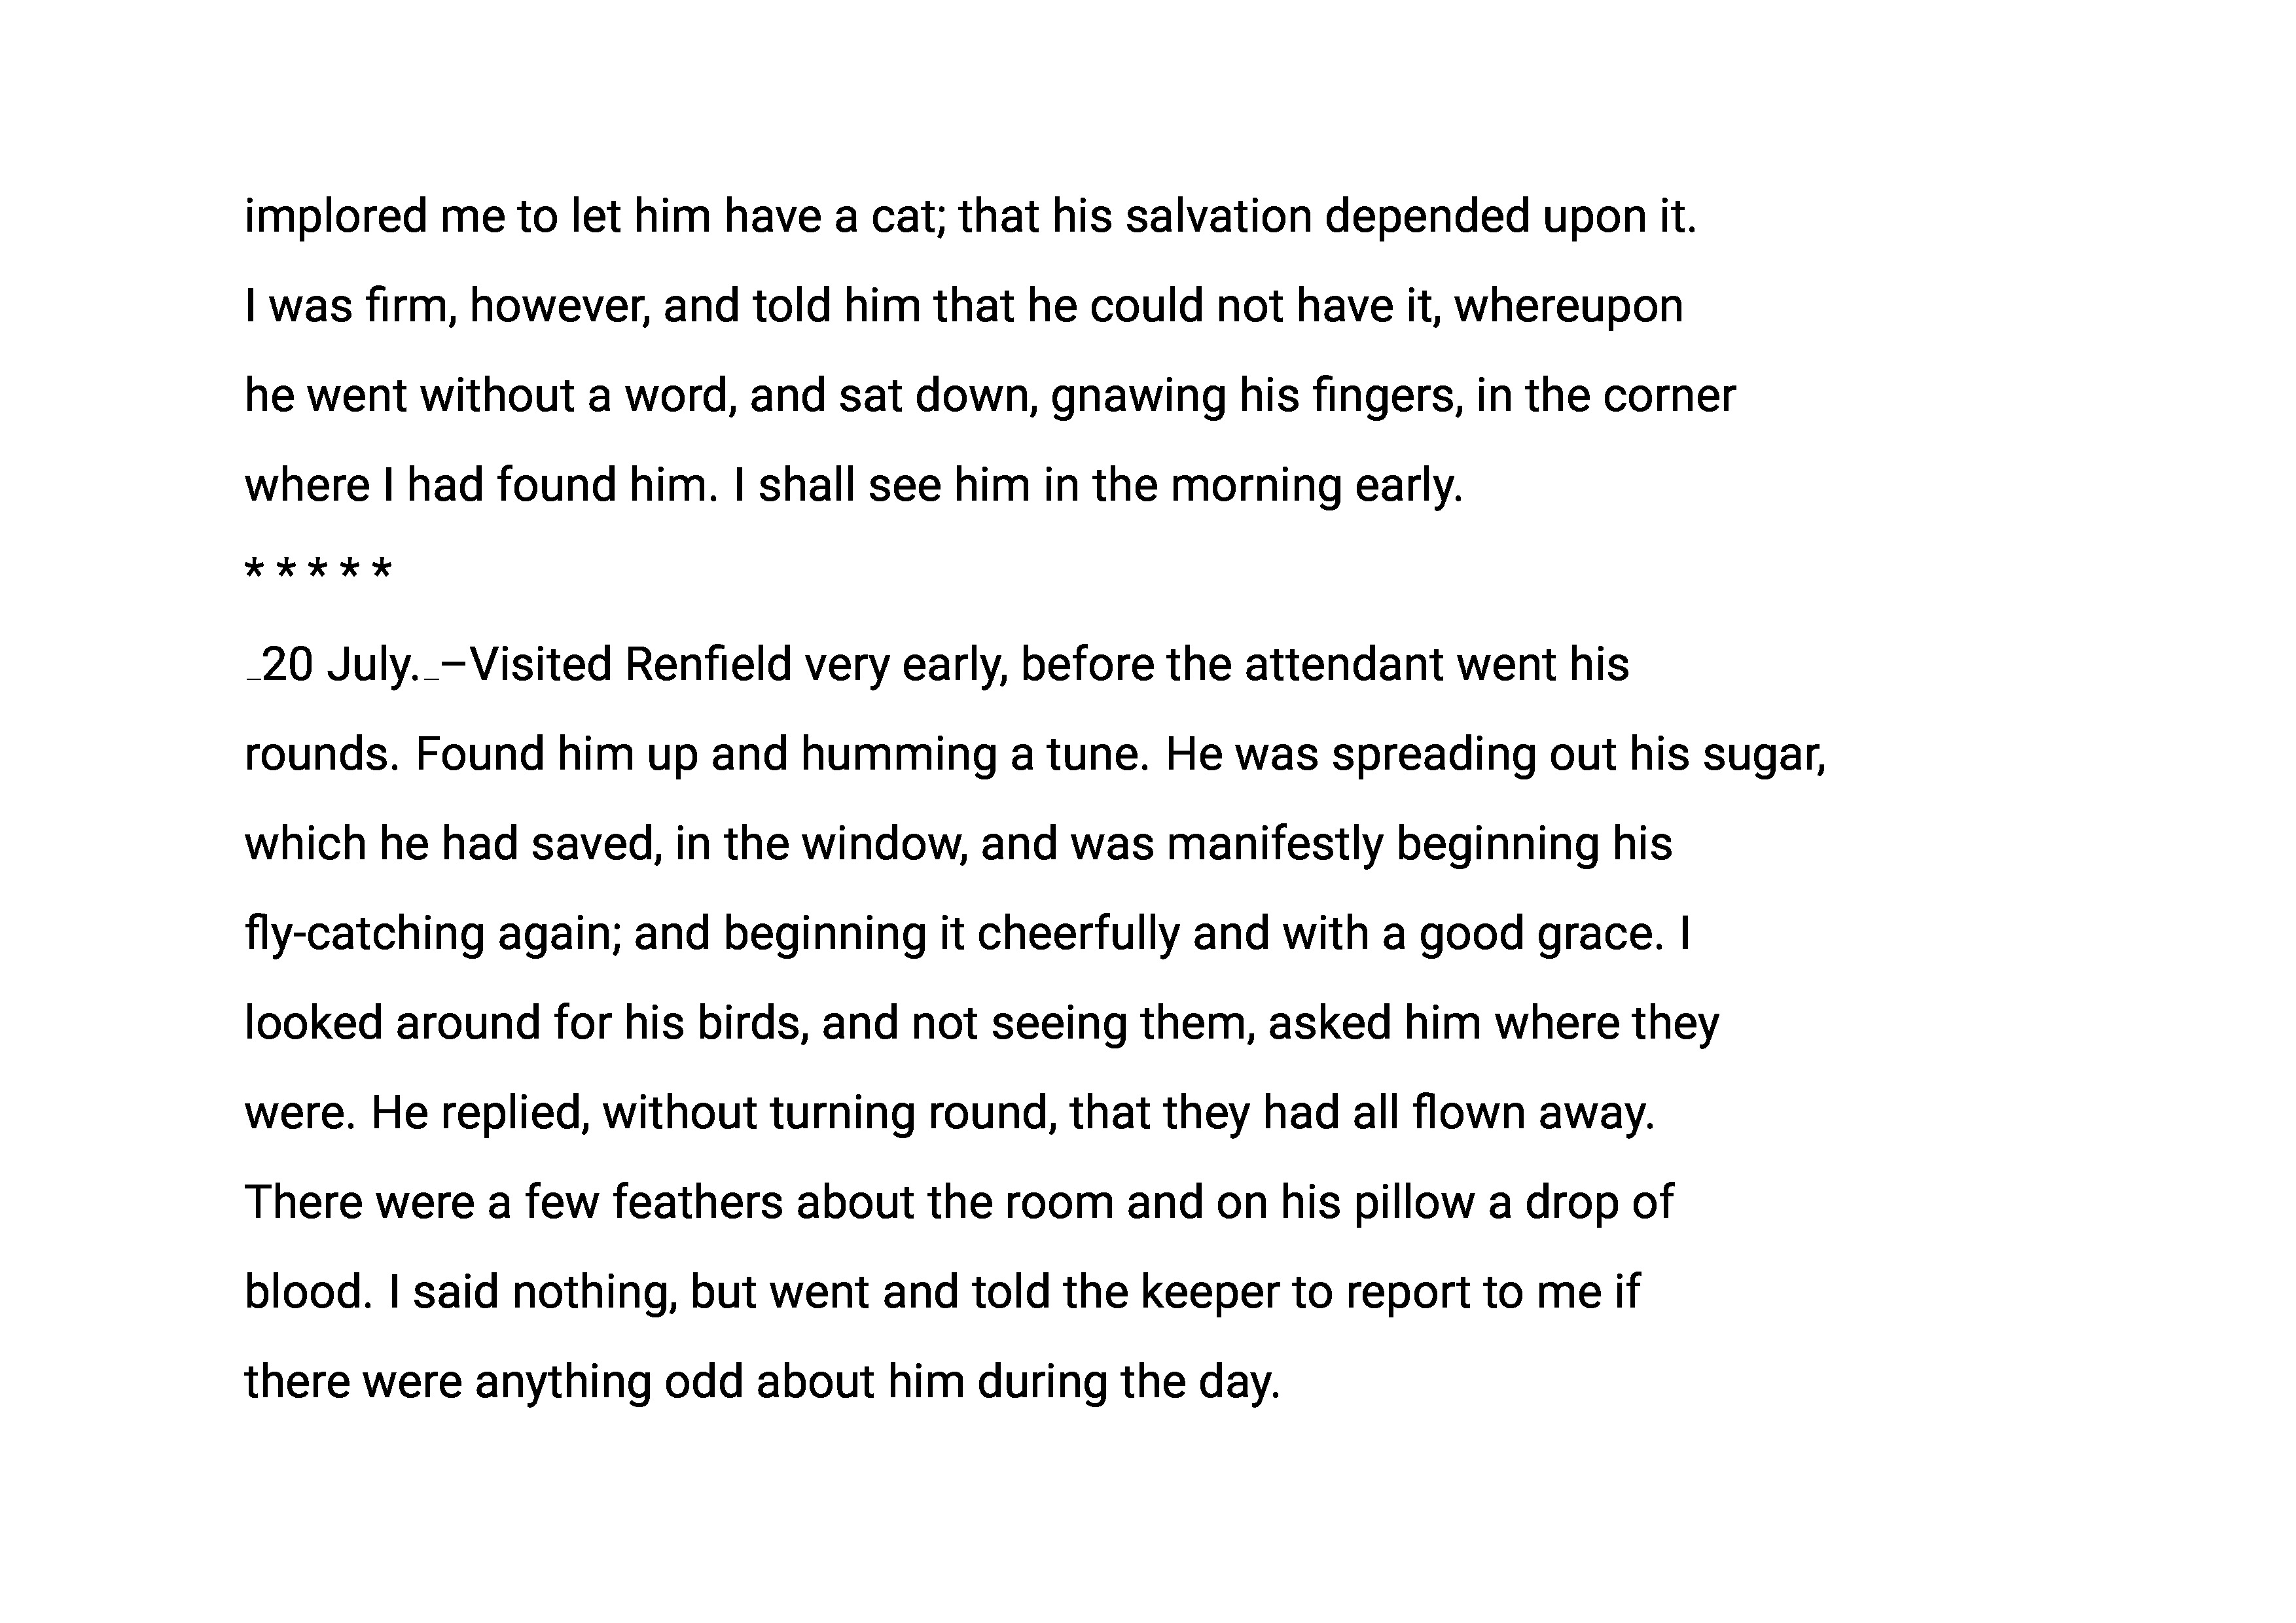 implored me to let him have a cat; that his salvation depended upon it.
I was firm, however, and told him that he could not have it, whereupon
he went without a word, and sat down, gnawing his fingers, in the corner
where I had found him. I shall see him in the morning early.
* * * * *
_20 July._–Visited Renfield very early, before the attendant went his
rounds. Found him up and humming a tune. He was spreading out his sugar,
which he had saved, in the window, and was manifestly beginning his
fly-catching again; and beginning it cheerfully and with a good grace. I
looked around for his birds, and not seeing them, asked him where they
were. He replied, without turning round, that they had all flown away.
There were a few feathers about the room and on his pillow a drop of
blood. I said nothing, but went and told the keeper to report to me if
there were anything odd about him during the day.